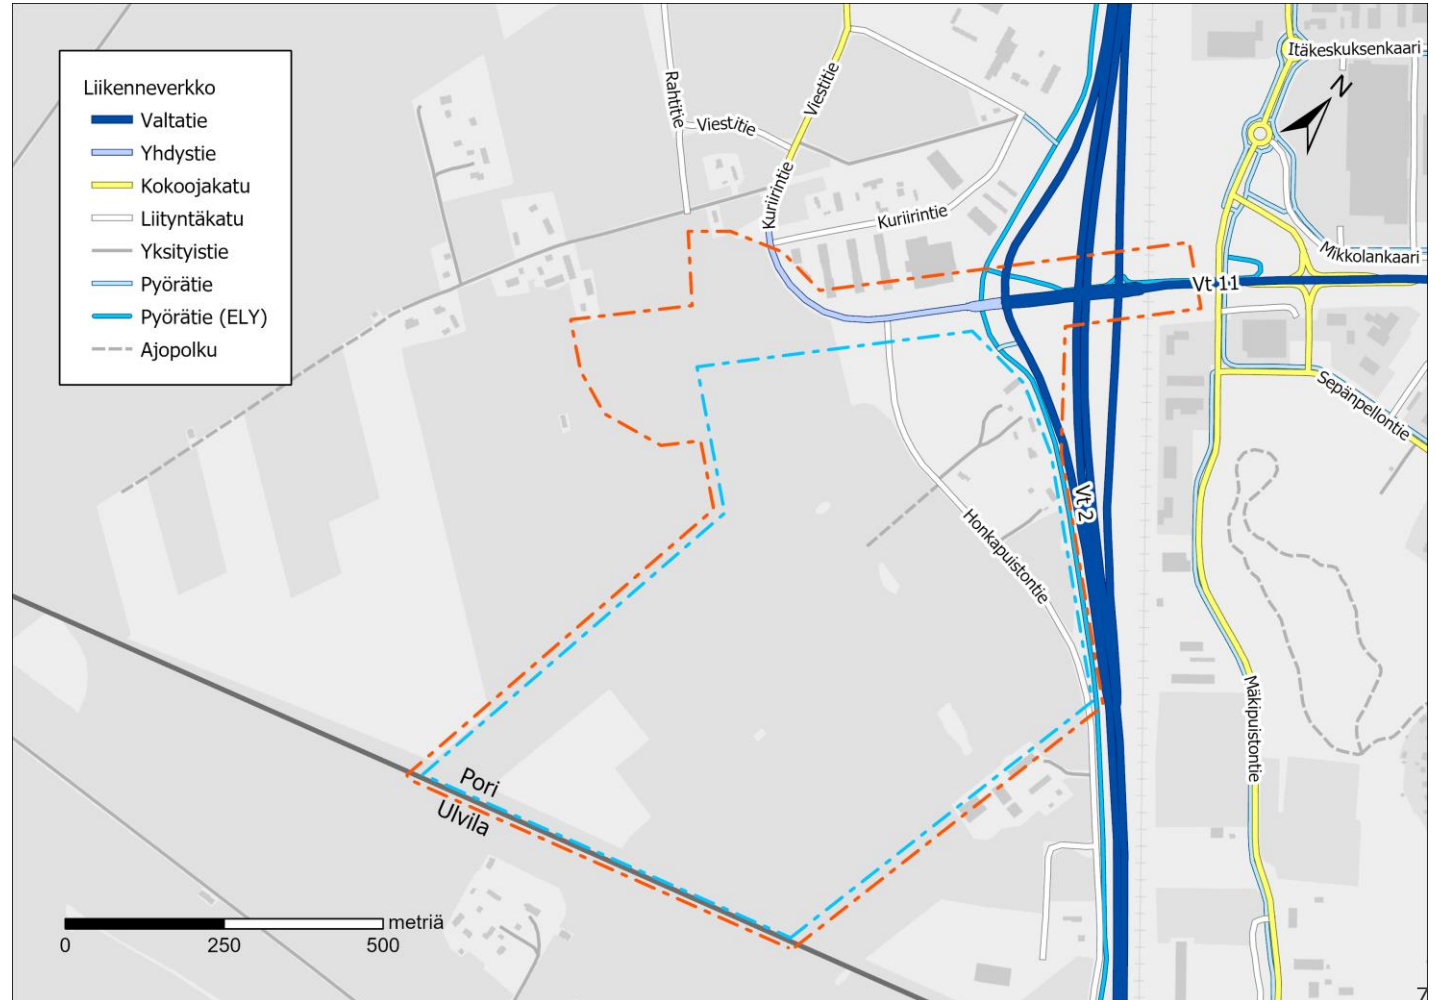 Liikenneverkko
Valtatie
Yhdystie
Kokoojakatu
Liityntäkatu
Yksityistie
Pyörätie
Pyörätie (ELY)
Ajopolku
Rahtitie
Viestitie
Viestitie
Kuriirintie
Kuriirintie
Itäkeskuksenkaari
N
Mikkolankaari
Vt 11
Sepänpellontie
Vt 2
Honkapuistontie
Mäkipuistontie
Pori
Ulvila
metriä
0
250
500
7